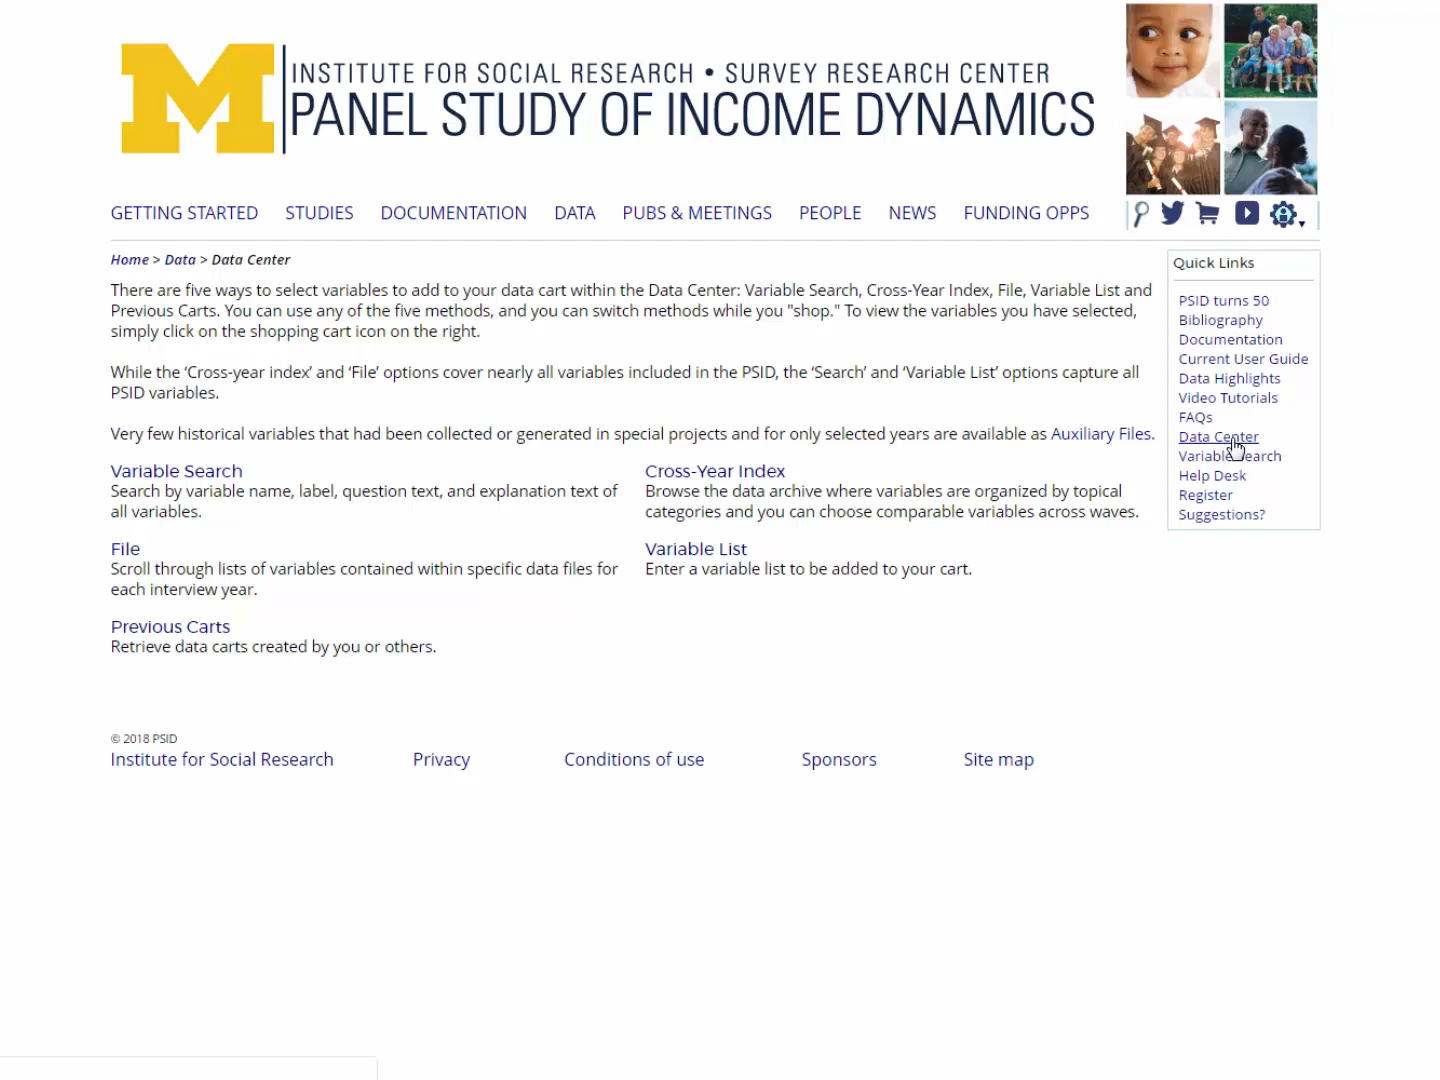 INSTITUTE FOR SOCIAL RESEARCH • SURVEY RESEARCH CENTER
PANEL STUDY OF INCOME DYNAMICS
GETTING STARTED STUDIES DOCUMENTATION DATA PUBS & MEETINGS PEOPLE NEWS FUNDING OPPS
Home > Data > Data Center
There are five ways to select variables to add to your data cart within the Data Center: Variable Search, Cross-Year Index, File, Variable List and
Previous Carts. You can use any of the five methods, and you can switch methods while you "shop." To view the variables you have selected,
simply click on the shopping cart icon on the right.
While the ‘Cross-year index’ and ‘File’ options cover nearly all variables included in the PSID, the ‘Search’ and ‘Variable List’ options capture all
PSID variables.
Very few historical variables that had been collected or generated in special projects and for only selected years are available as Auxiliary Files.
Variable Search
Search by variable name, label, question text, and explanation text of
all variables.
Cross-Year Index
Browse the data archive where variables are organized by topical
categories and you can choose comparable variables across waves.
File
Scroll through lists of variables contained within specific data files for
each interview year.
Variable List
Enter a variable list to be added to your cart.
Previous Carts
Retrieve data carts created by you or others.
Quick Links
PSID turns 50
Bibliography
Documentation
Current User Guide
Data Highlights
Video Tutorials
FAQs
Data Center
Variable Search
Help Desk
Register
Suggestions?
© 2018 PSID
Institute for Social Research Privacy Conditions of use Sponsors Site map